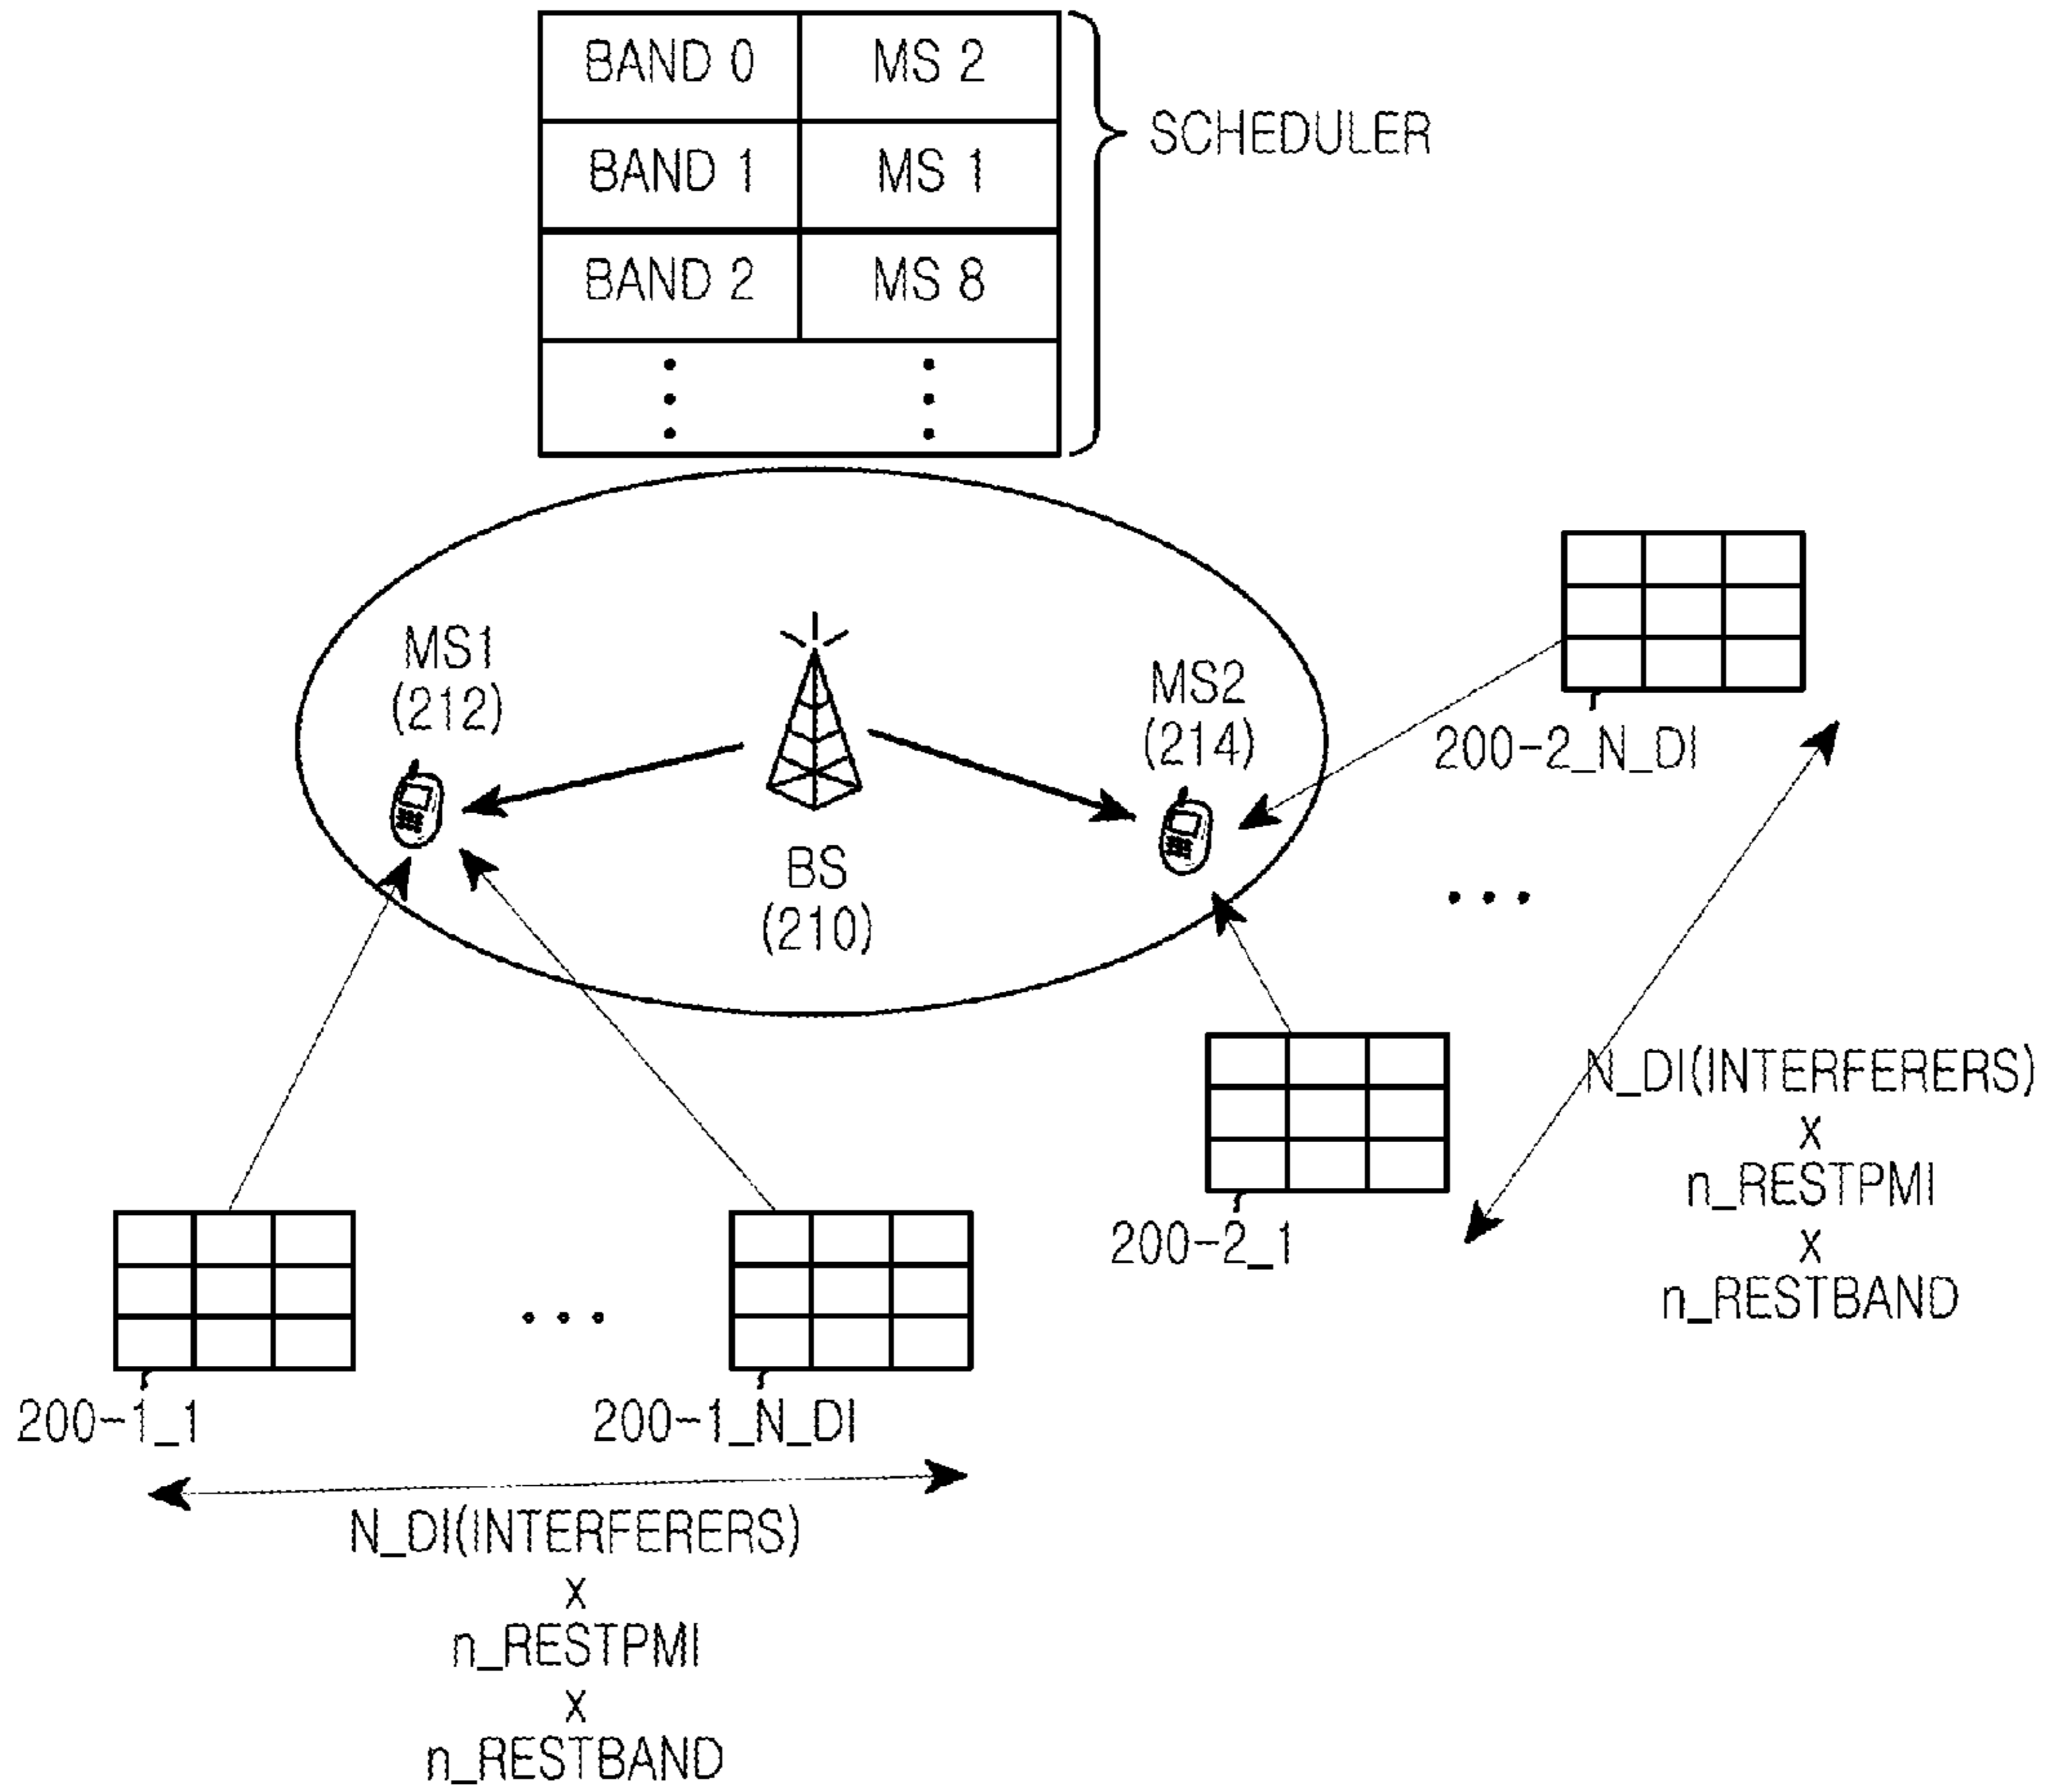 BAND 0 MS 2
BAND 1 MS 1
BAND 2 MS 8
SCHEDULER
MS1
(212)
BS
(210)
MS2
(214)
200-2_N_DI
200-2_1
N_DI(INTERFERERS)
x
n_RESTPMI
x
n_RESTBAND
200-1_1
200-1_N_DI
N_DI(INTERFERERS)
x
n_RESTPMI
x
n_RESTBAND